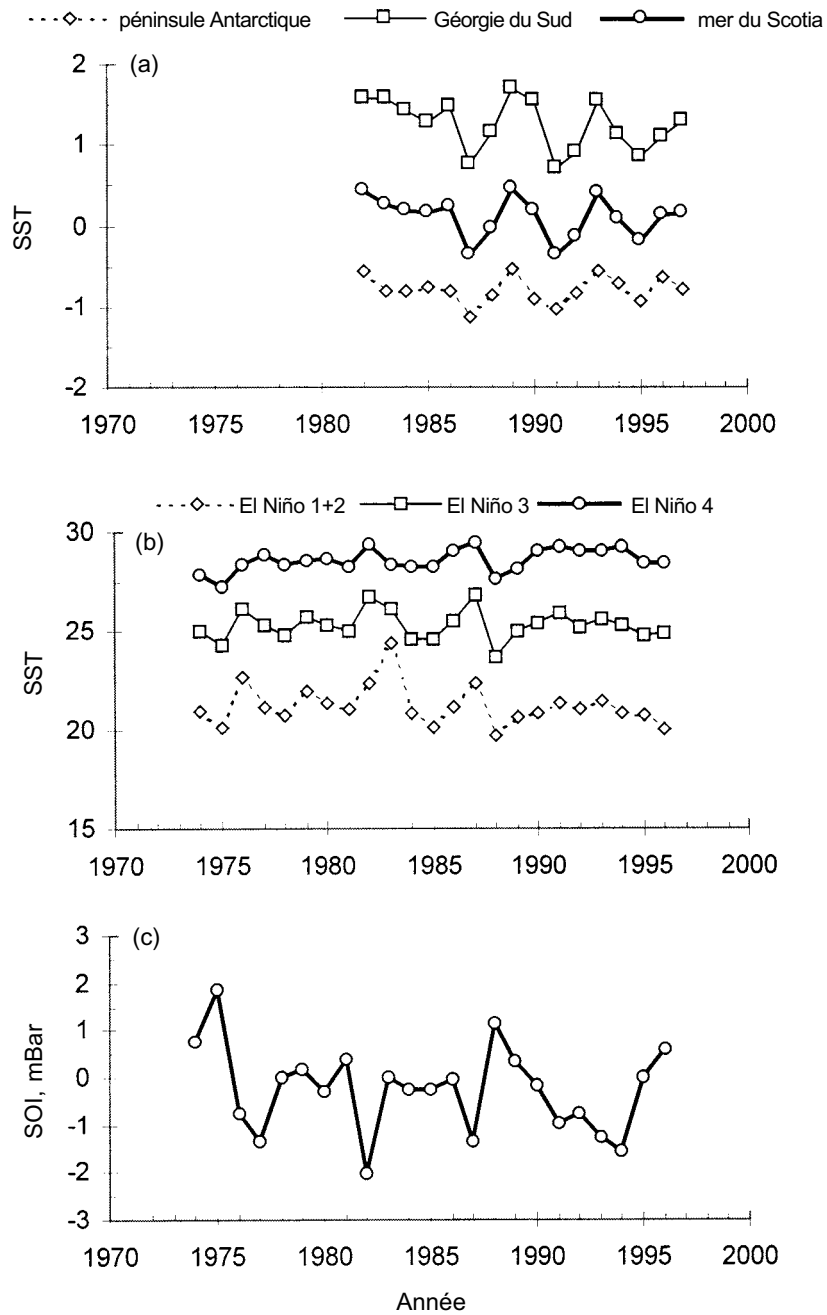 péninsule Antarctique Géorgie du Sud mer du Scotia
(a)
2
1
0
-1
-2
SST
1970 1975 1980 1985 1990 1995 2000
El Niño 1+2 El Niño 3 El Niño 4
(b)
30
25
20
15
SST
1970 1975 1980 1985 1990 1995 2000
(c)
3
2
1
0
-1
-2
-3
SOI, mBar
1970 1975 1980 1985 1990 1995 2000
Année